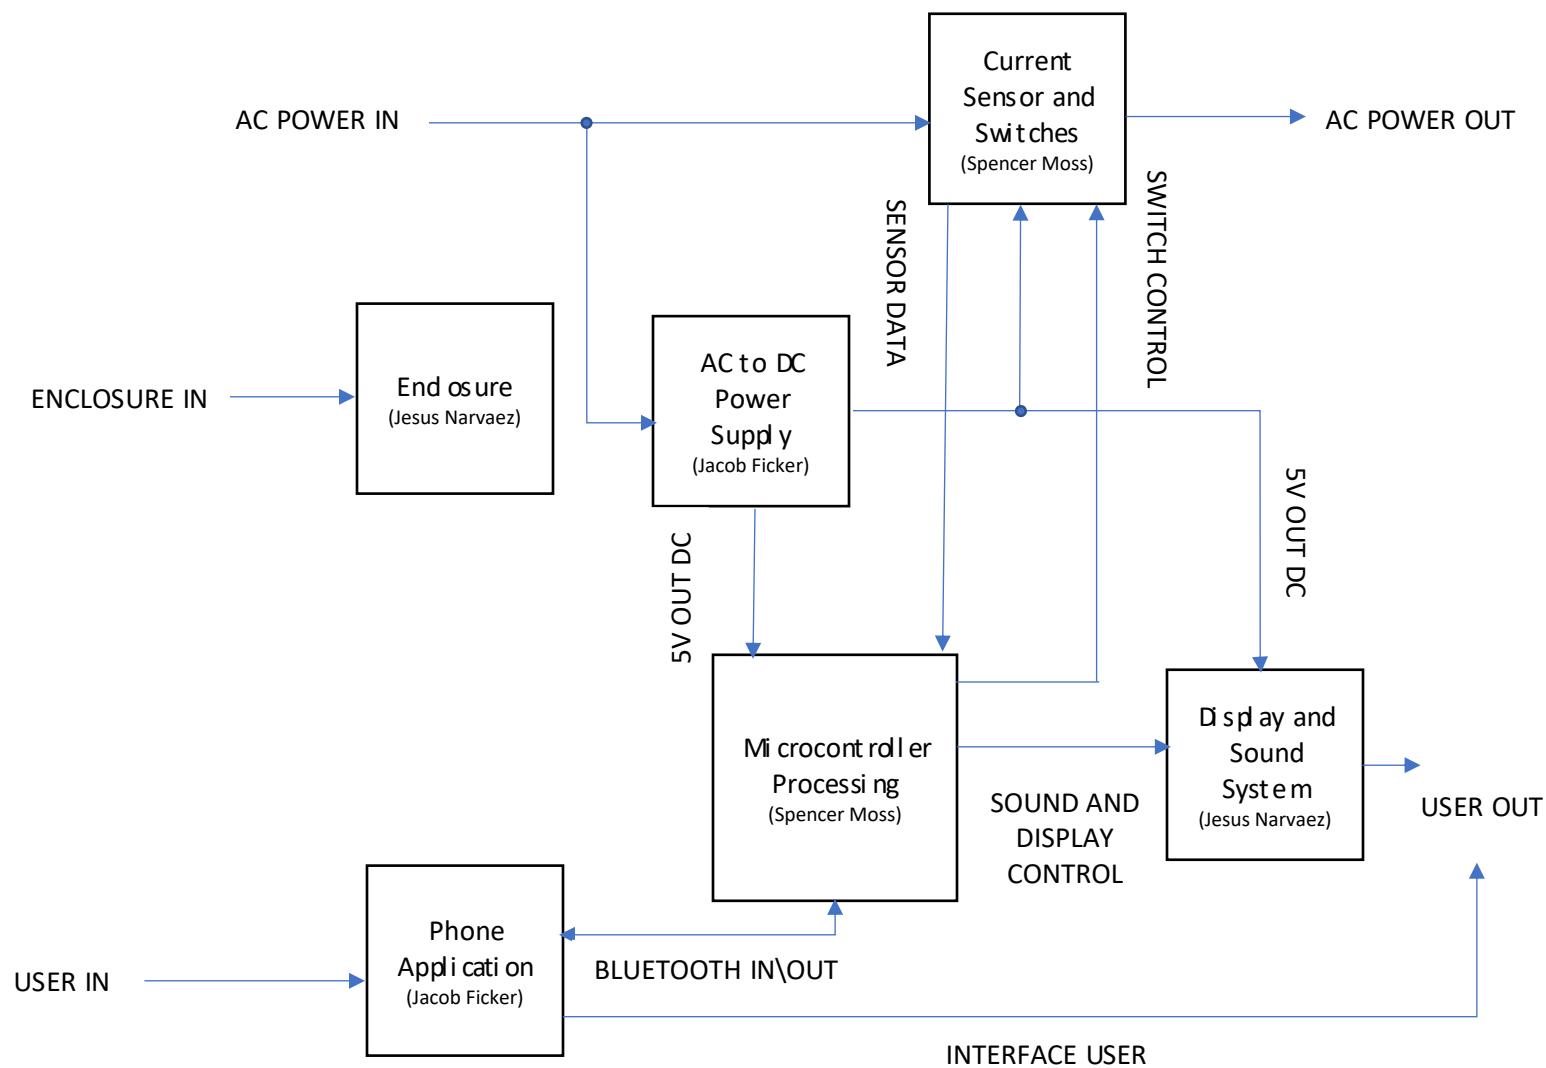 Current
Sensor and
Switches
(Spencer Moss)
AC POWER IN
AC POWER OUT
SENSOR DATA
SWITCH CONTROL
Enclosure
(Jesus Narvaez)
ENCLOSURE IN
AC to DC
Power
Supply
(Jacob Ficker)
5V OUT DC
5V OUT DC
Microcontroller
Processing
(Spencer Moss)
Display and
Sound
System
(Jesus Narvaez)
SOUND AND
DISPLAY
CONTROL
USER OUT
Phone
Application
(Jacob Ficker)
USER IN
BLUETOOTH IN\OUT
INTERFACE USER